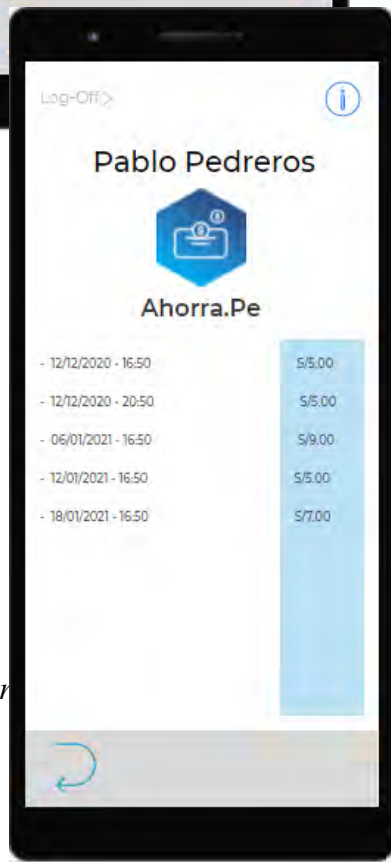 Log-Off >
Pablo Pedreros
Ahorra.Pe
- 12/12/2020 - 16:50 S/5.00
- 12/12/2020 - 20:50 S/5.00
- 06/01/2021 - 16:50 S/9.00
- 12/01/2021 - 16:50 S/5.00
- 18/01/2021 - 16:50 S/7.00